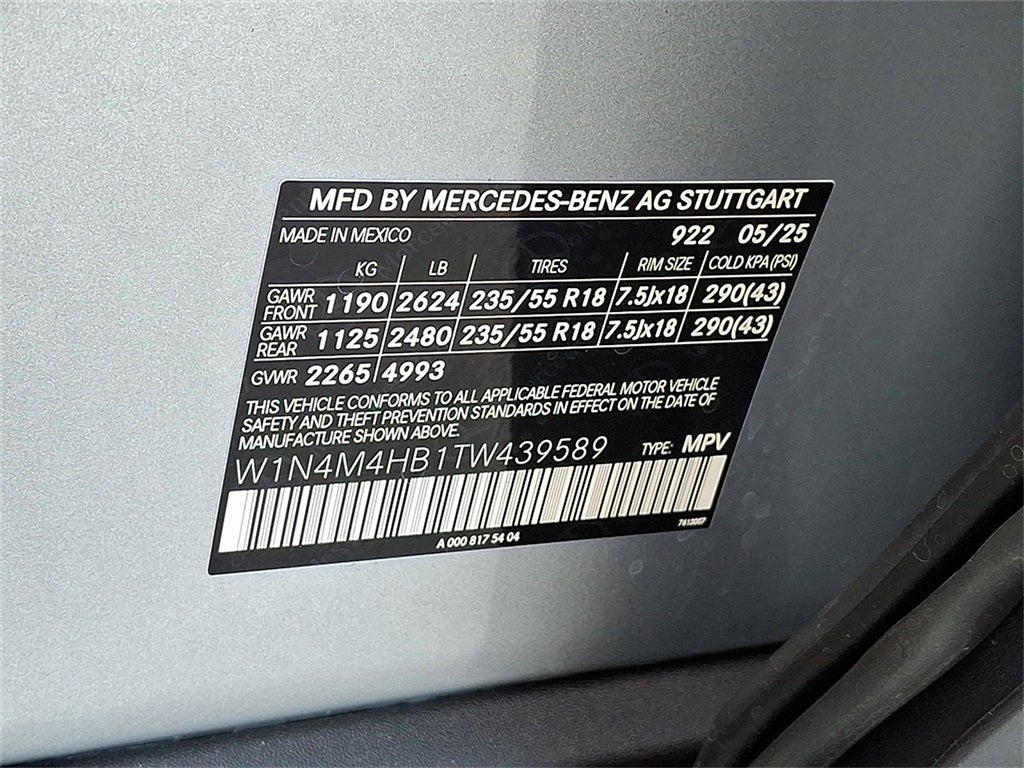 MFD BY MERCEDES-BENZ AG STUTTGART
MADE IN MEXICO 922 05/25
KG LB TIRES RIM SIZE COLD KPA (PSI)
GAWR FRONT 1190 2624 235/55 R18 7.5Jx18 290(43)
GAWR REAR 1125 2480 235/55 R18 7.5Jx18 290(43)
GVWR 2265 4993
THIS VEHICLE CONFORMS TO ALL APPLICABLE FEDERAL MOTOR VEHICLE
SAFETY AND THEFT PREVENTION STANDARDS IN EFFECT ON THE DATE OF
MANUFACTURE SHOWN ABOVE.
W1N4M4HB1TW439589 TYPE: MPV
7613007
A 000 817 54 04